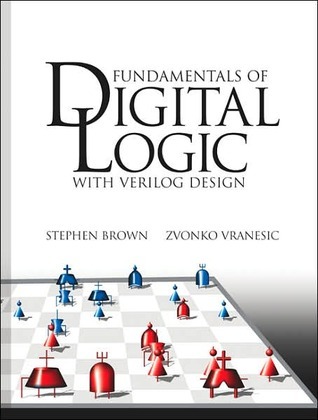 FUNDAMENTALS OF
DIGITAL
LOGIC
WITH VERILOG DESIGN
STEPHEN BROWN ZVONKO VRANESIC